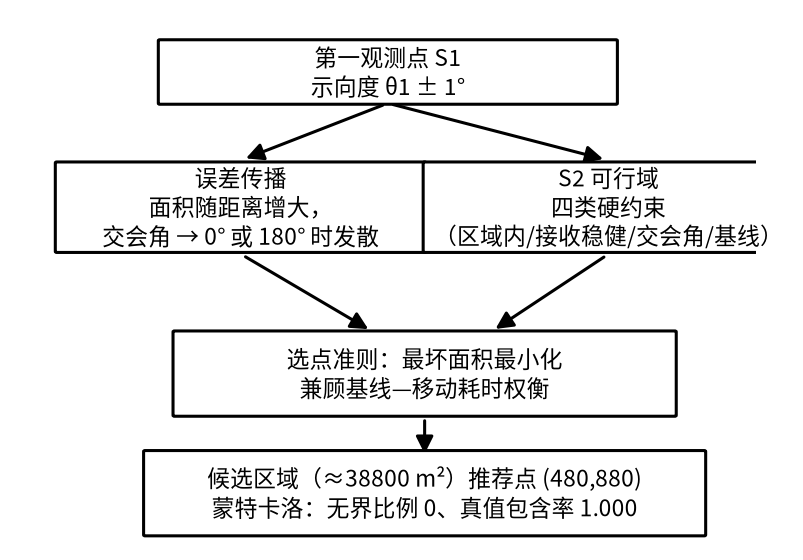 第一观测点 S1
示向度 θ1 ± 1°
误差传播
面积随距离增大，
交会角 → 0° 或 180° 时发散
S2 可行域
四类硬约束
（区域内/接收稳健/交会角/基线）
选点准则：最坏面积最小化
兼顾基线—移动耗时权衡
候选区域（≈38800 m²）推荐点 (480,880)
蒙特卡洛：无界比例 0、真值包含率 1.000